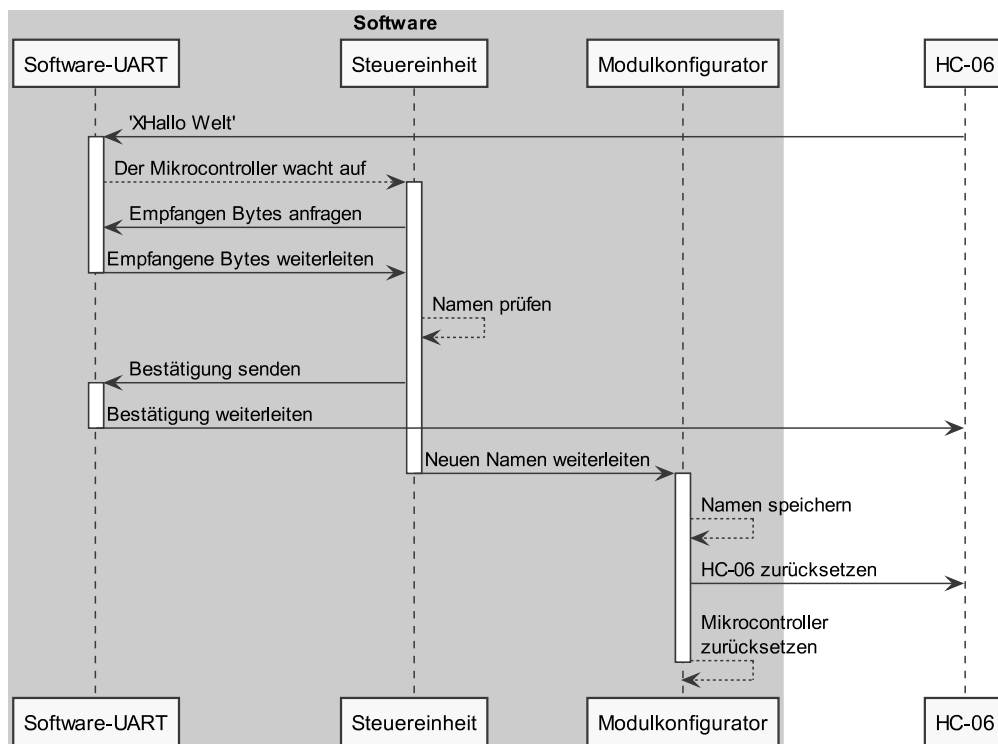 Software
Software-UART
Steuereinheit
Modulkonfigurator
HC-06
'XHallo Welt'
Der Mikrocontroller wacht auf
Empfangen Bytes anfragen
Empfangene Bytes weiterleiten
Namen prüfen
Bestätigung senden
Bestätigung weiterleiten
Neuen Namen weiterleiten
Namen speichern
HC-06 zurücksetzen
Mikrocontroller
zurücksetzen
Software-UART
Steuereinheit
Modulkonfigurator
HC-06